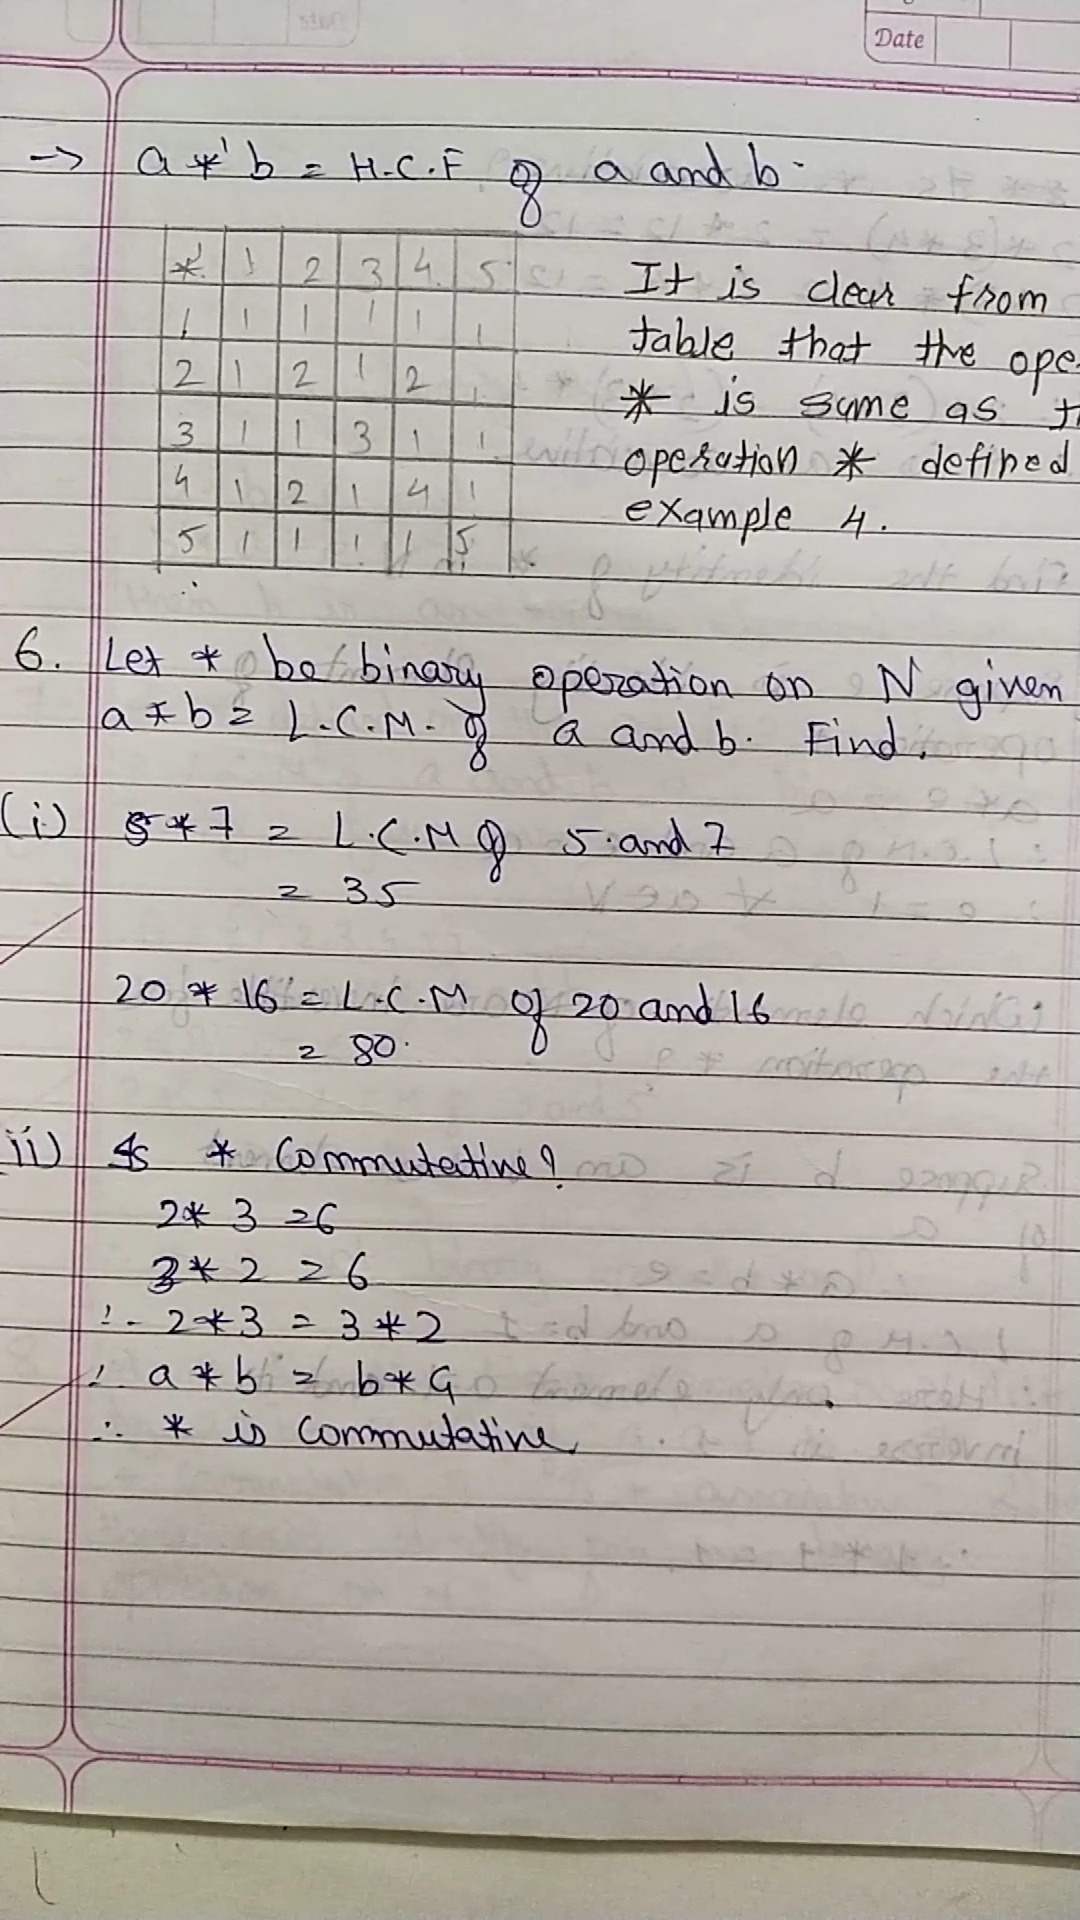 Date
→ a *' b = H.C.F of a and b.
*' 1 2 3 4 5
1 1 1 1 1 1
2 1 2 1 2 1
3 1 1 3 1 1
4 1 2 1 4 1
5 1 1 1 1 5
It is clear from
table that the ope
* is same as
operation * defined
example 4.
6. Let * be binary operation on N given
a * b = L.C.M. of a and b. Find.
(i) 5 * 7 = L.C.M of 5 and 7
= 35
20 * 16 = L.C.M of 20 and 16
= 80.
ii) Is * Commutative?
2 * 3 = 6
3 * 2 = 6
∴ 2 * 3 = 3 * 2
∴ a * b = b * a
∴ * is commutative.